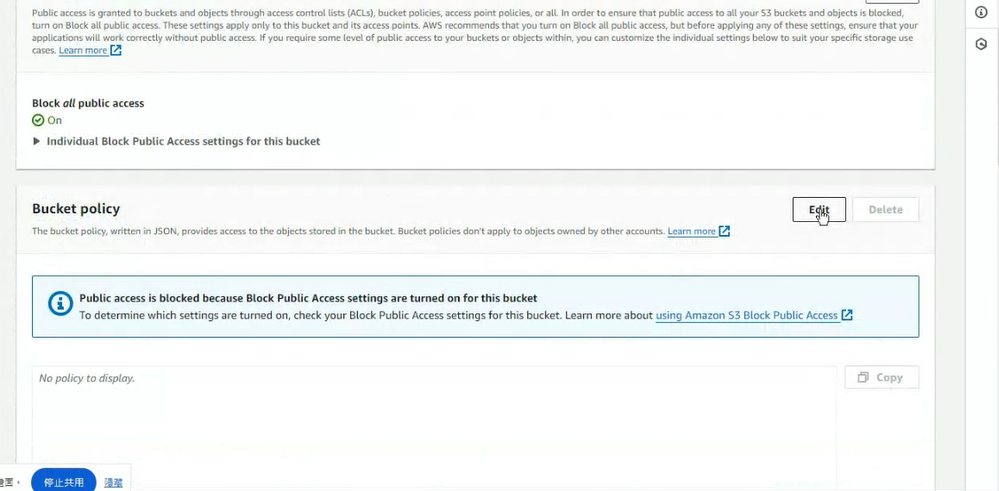 Public access is granted to buckets and objects through access control lists (ACLs), bucket policies, access point policies, or all. In order to ensure that public access to all your S3 buckets and objects is blocked,
turn on Block all public access. These settings apply only to this bucket and its access points. AWS recommends that you turn on Block all public access, but before applying any of these settings, ensure that your
applications will work correctly without public access. If you require some level of public access to your buckets or objects within, you can customize the individual settings below to suit your specific storage use
cases. Learn more
Block all public access
On
Individual Block Public Access settings for this bucket
Bucket policy
Edit
Delete
The bucket policy, written in JSON, provides access to the objects stored in the bucket. Bucket policies don't apply to objects owned by other accounts. Learn more
Public access is blocked because Block Public Access settings are turned on for this bucket
To determine which settings are turned on, check your Block Public Access settings for this bucket. Learn more about using Amazon S3 Block Public Access
No policy to display.
Copy
停止共用
隱藏